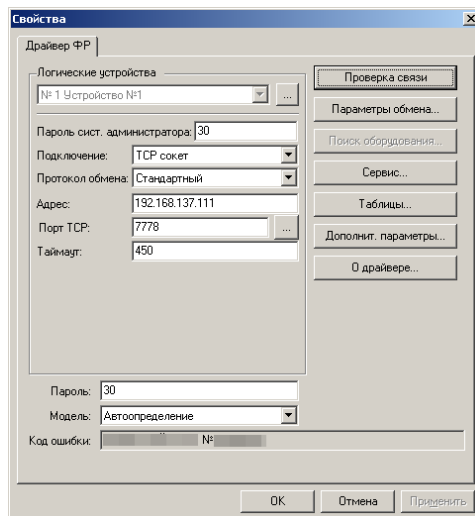 Свойства
Драйвер ФР
Логические устройства
№ 1 Устройство №1
...
Пароль сист. администратора: 30
Подключение: TCP сокет
Протокол обмена: Стандартный
Адрес: 192.168.137.111
Порт TCP: 7778 ...
Таймаут: 450
Проверка связи
Параметры обмена...
Поиск оборудования...
Сервис...
Таблицы...
Дополнит. параметры...
О драйвере...
Пароль: 30
Модель: Автоопределение
Код ошибки: №
OK Отмена Применить